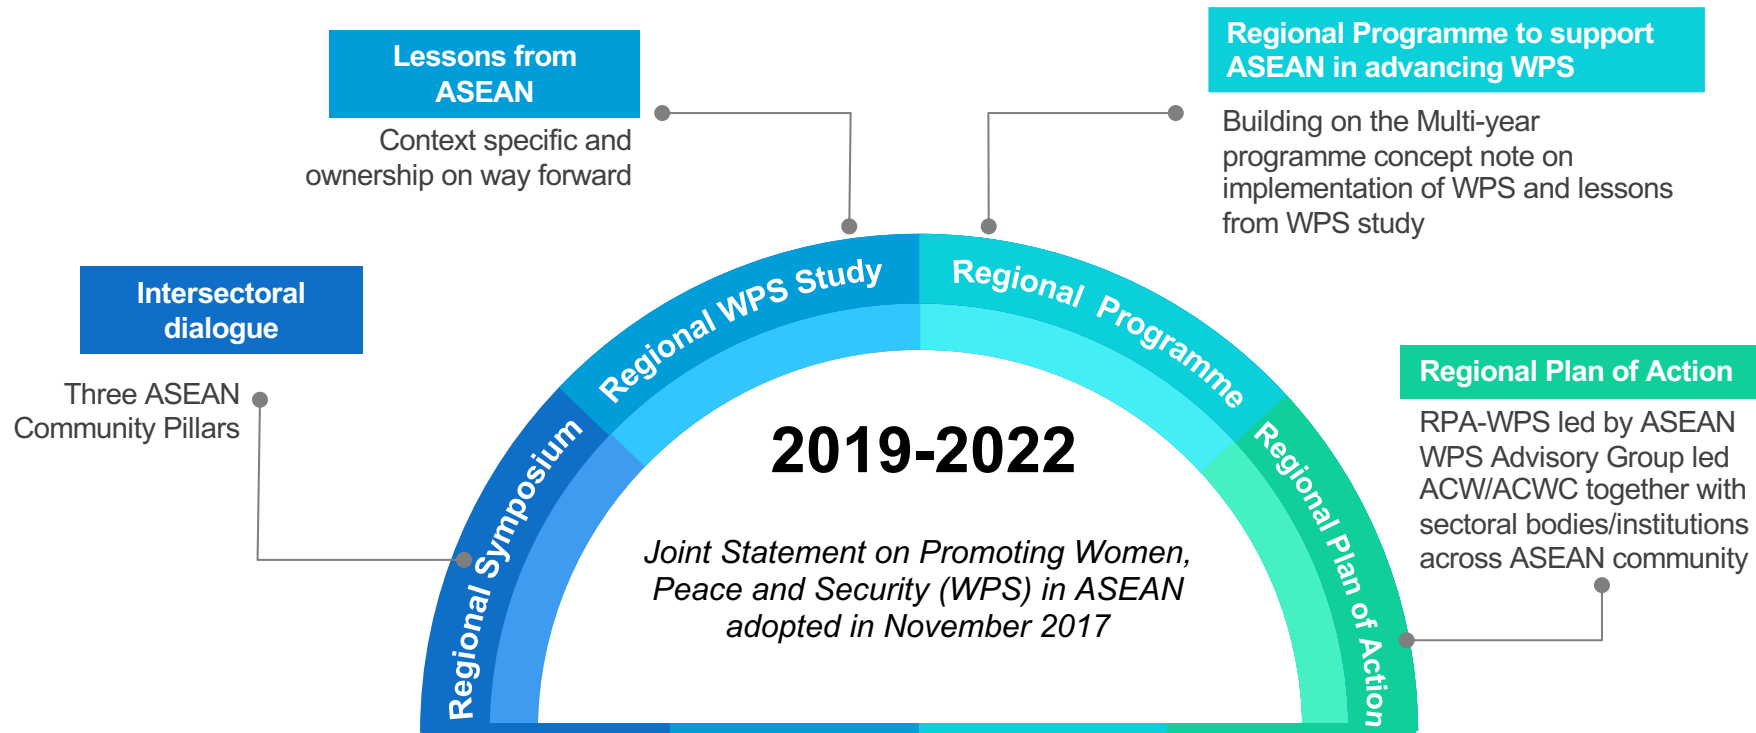 Lessons from
ASEAN
Context specific and
ownership on way forward
Regional Programme to support
ASEAN in advancing WPS
Building on the Multi-year
programme concept note on
implementation of WPS and lessons
from WPS study
Intersectoral
dialogue
Three ASEAN
Community Pillars
Regional Plan of Action
RPA-WPS led by ASEAN
WPS Advisory Group led
ACW/ACWC together with
sectoral bodies/institutions
across ASEAN community
Regional Symposium
Regional WPS Study
Regional Programme
Regional Plan of Action
2019-2022
Joint Statement on Promoting Women,
Peace and Security (WPS) in ASEAN
adopted in November 2017